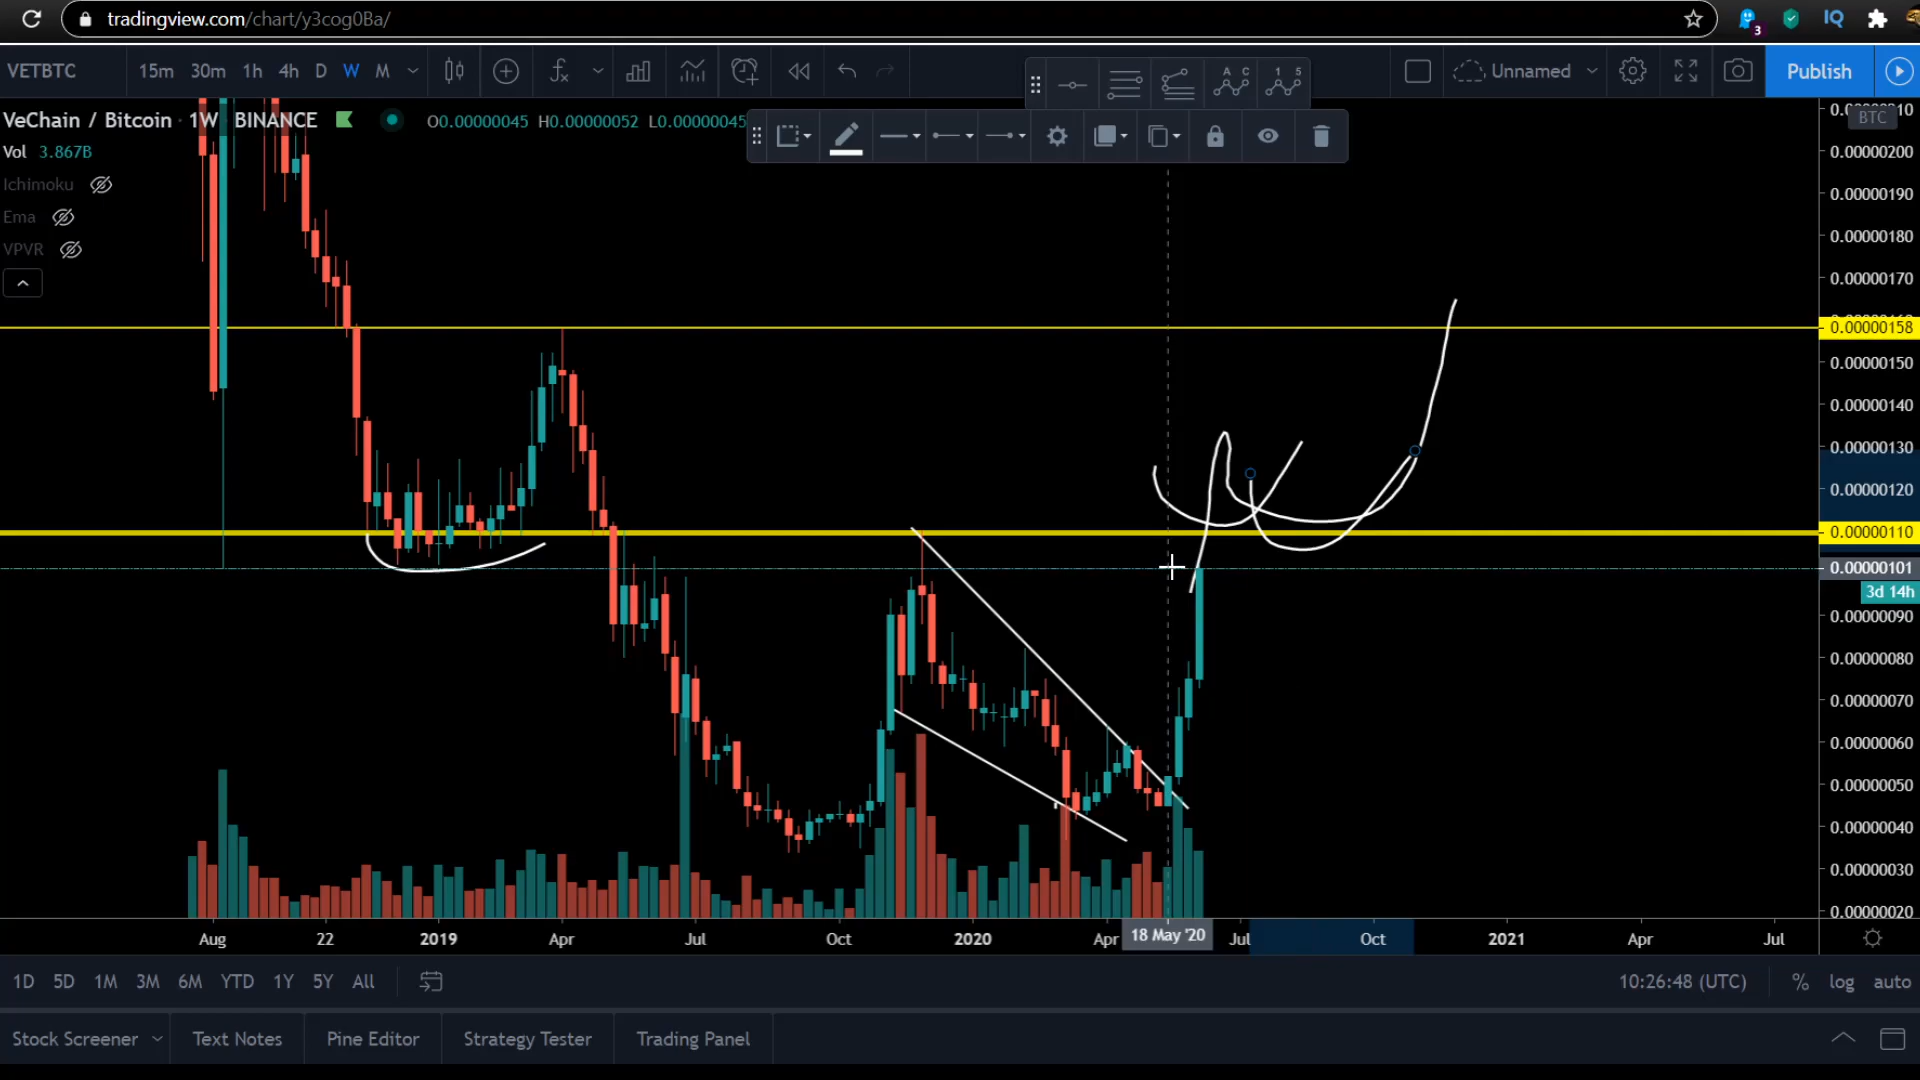 tradingview.com/chart/y3cog0Ba/
3
IQ
VETBTC
15m 30m 1h 4h D W M
Unnamed
Publish
VeChain / Bitcoin · 1W BINANCE
O0.00000045 H0.00000052 L0.00000045
A C
1 5
BTC
Vol 3.867B
Ichimoku
Ema
VPVR
0.00000200
0.00000190
0.00000180
0.00000170
0.00000158
0.00000150
0.00000140
0.00000130
0.00000120
0.00000110
0.00000101
3d 14h
0.00000090
0.00000080
0.00000070
0.00000060
0.00000050
0.00000040
0.00000030
0.00000020
Aug 22 2019 Apr Jul Oct 2020 Apr 18 May '20 Jul Oct 2021 Apr Jul
1D 5D 1M 3M 6M YTD 1Y 5Y All
10:26:48 (UTC) % log auto
Stock Screener Text Notes Pine Editor Strategy Tester Trading Panel